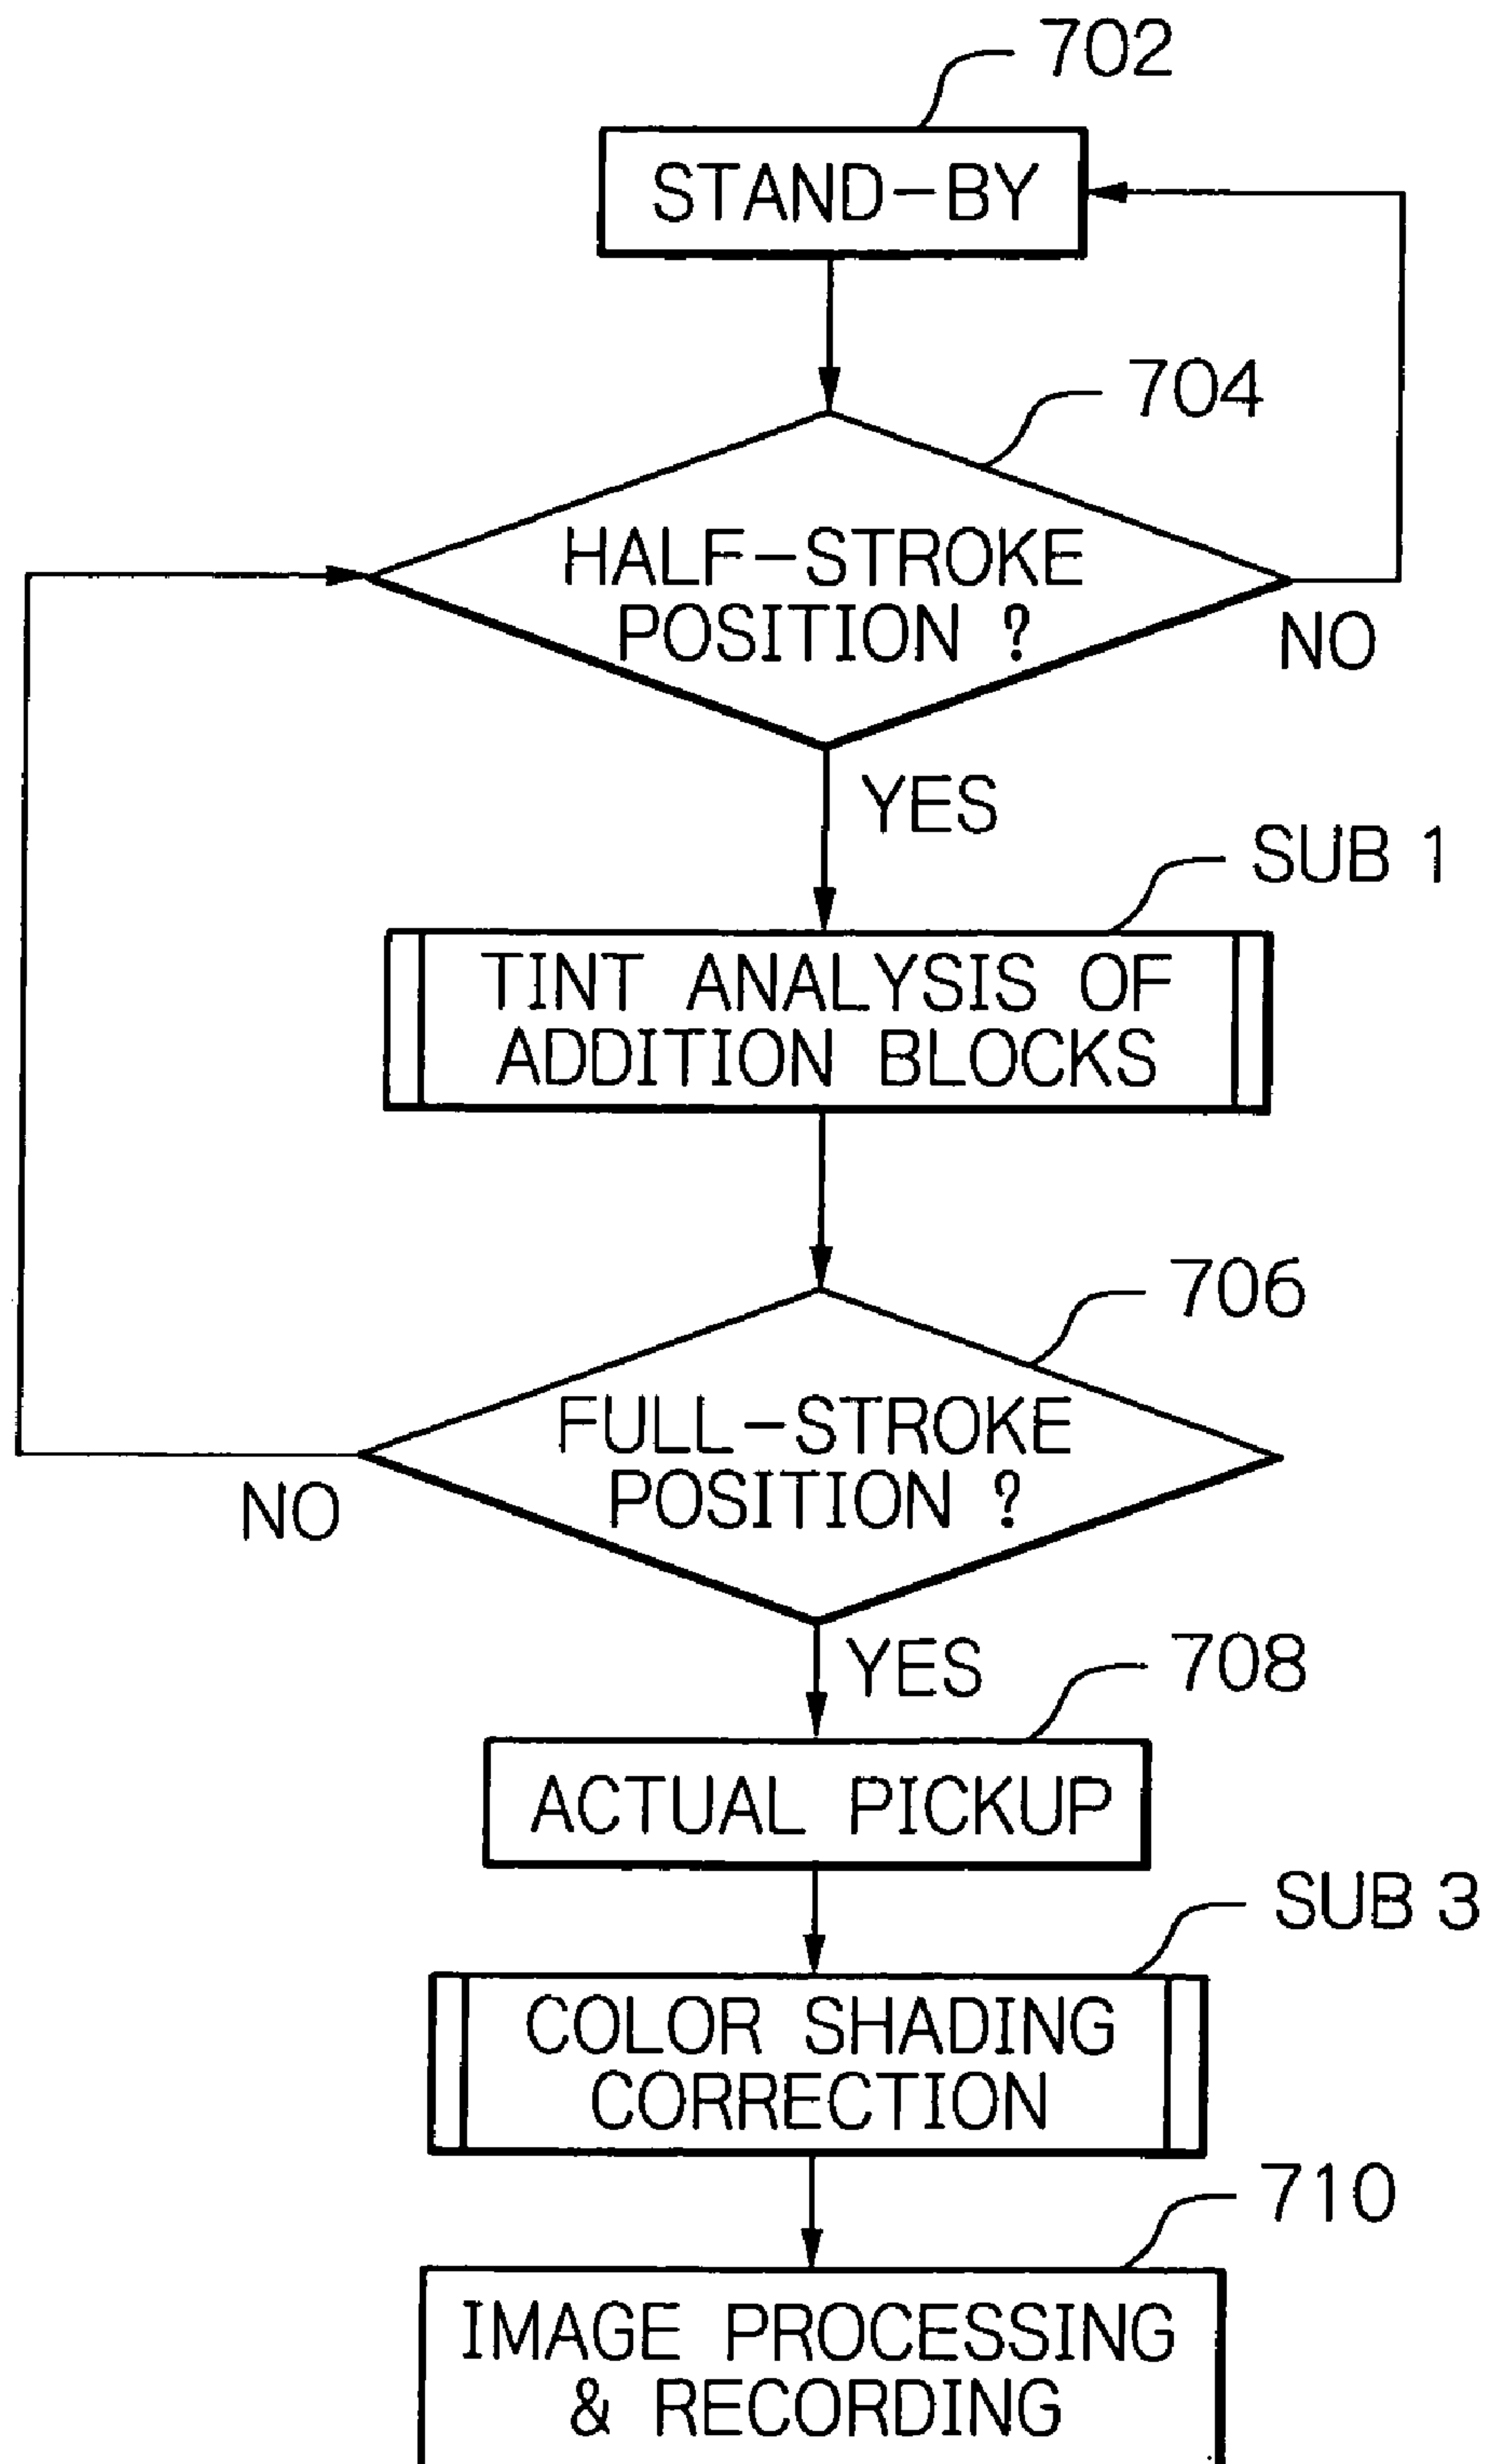 702
STAND-BY
704
HALF-STROKE
POSITION ?
NO
YES
SUB 1
TINT ANALYSIS OF
ADDITION BLOCKS
706
FULL-STROKE
POSITION ?
NO
YES
708
ACTUAL PICKUP
SUB 3
COLOR SHADING
CORRECTION
710
IMAGE PROCESSING
& RECORDING